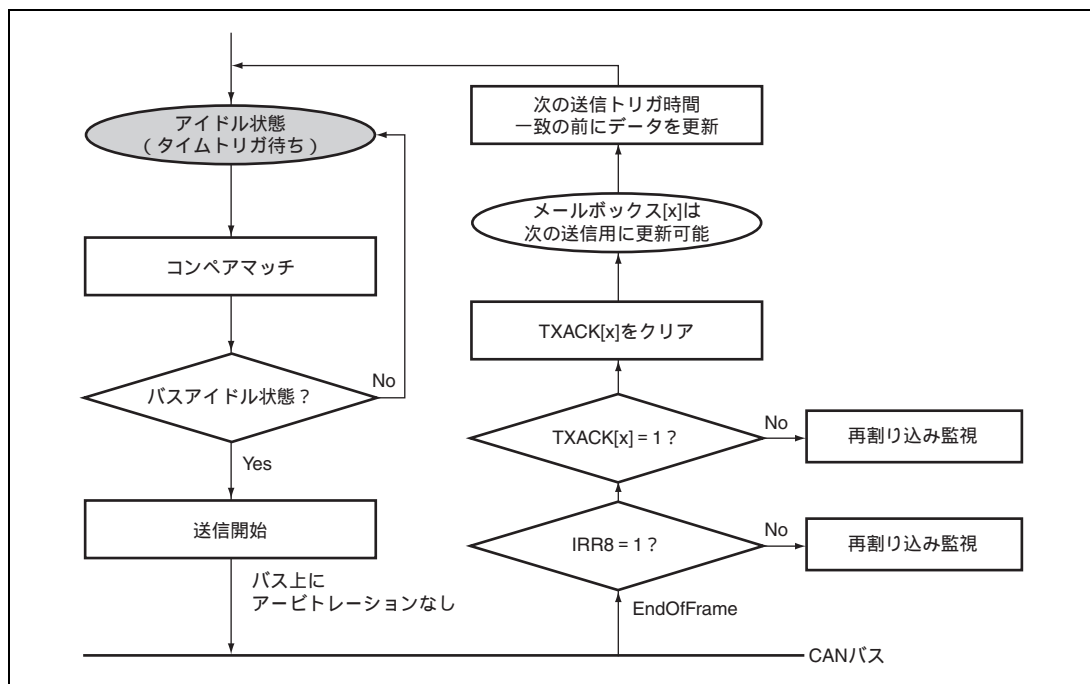 アイドル状態
（タイムトリガ待ち）
コンペアマッチ
バスアイドル状態？
No
Yes
送信開始
バス上に
アービトレーションなし
次の送信トリガ時間
一致の前にデータを更新
メールボックス[x]は
次の送信用に更新可能
TXACK[x]をクリア
TXACK[x] = 1？
No
再割り込み監視
IRR8 = 1？
No
再割り込み監視
EndOfFrame
CANバス